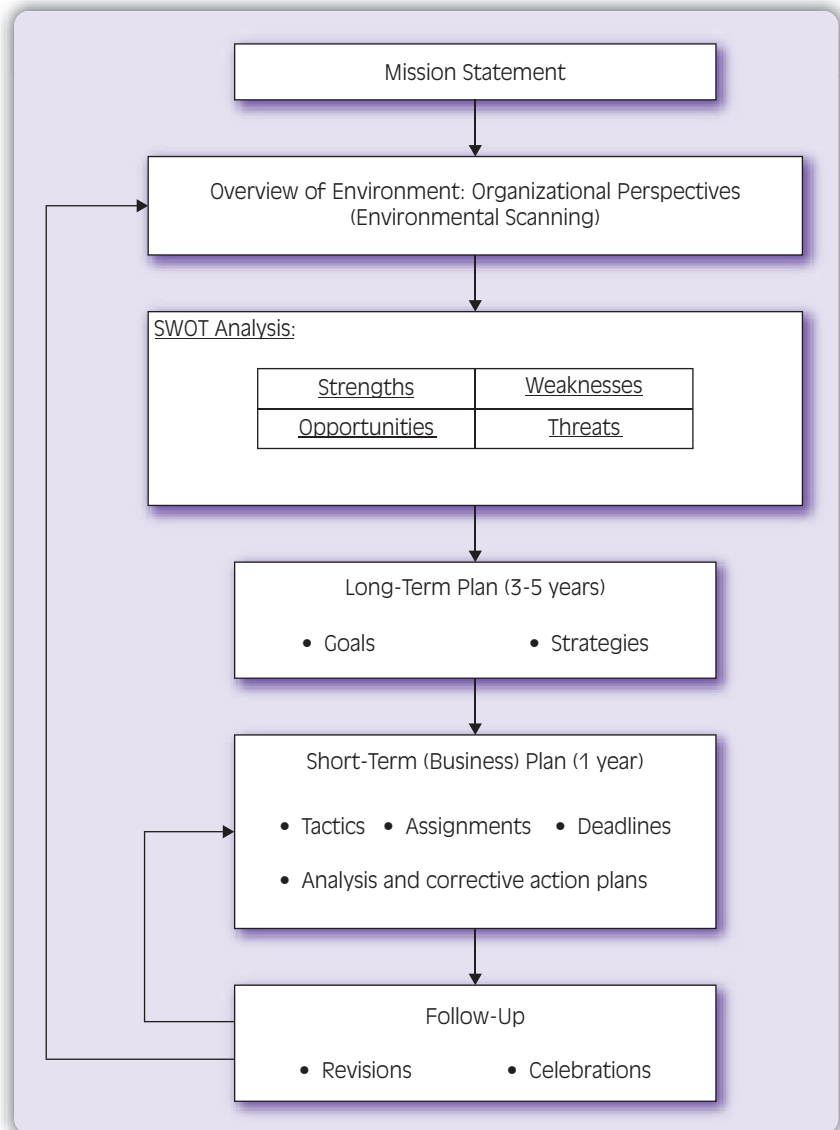 Mission Statement
Overview of Environment: Organizational Perspectives
(Environmental Scanning)
SWOT Analysis:
Strengths Weaknesses
Opportunities Threats
Long-Term Plan (3-5 years)
• Goals • Strategies
Short-Term (Business) Plan (1 year)
• Tactics • Assignments • Deadlines
• Analysis and corrective action plans
Follow-Up
• Revisions • Celebrations